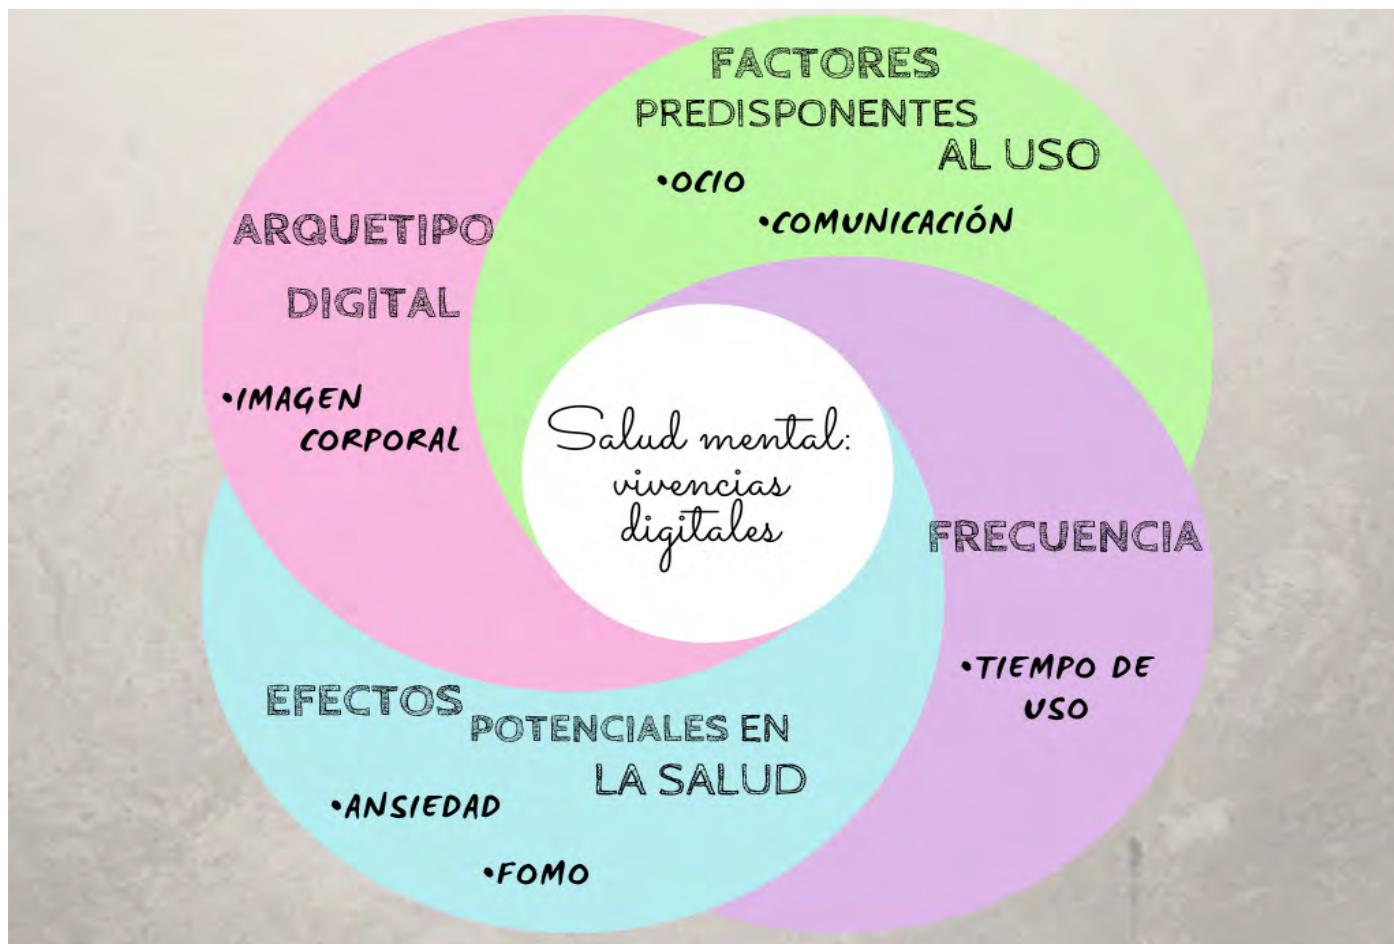 FACTORES
PREDISPONENTES
AL USO
•OCIO
•COMUNICACIÓN
ARQUETIPO
DIGITAL
•IMAGEN
CORPORAL
Salud mental:
vivencias
digitales
FRECUENCIA
•TIEMPO DE
USO
EFECTOS
POTENCIALES EN
LA SALUD
•ANSIEDAD
•FOMO